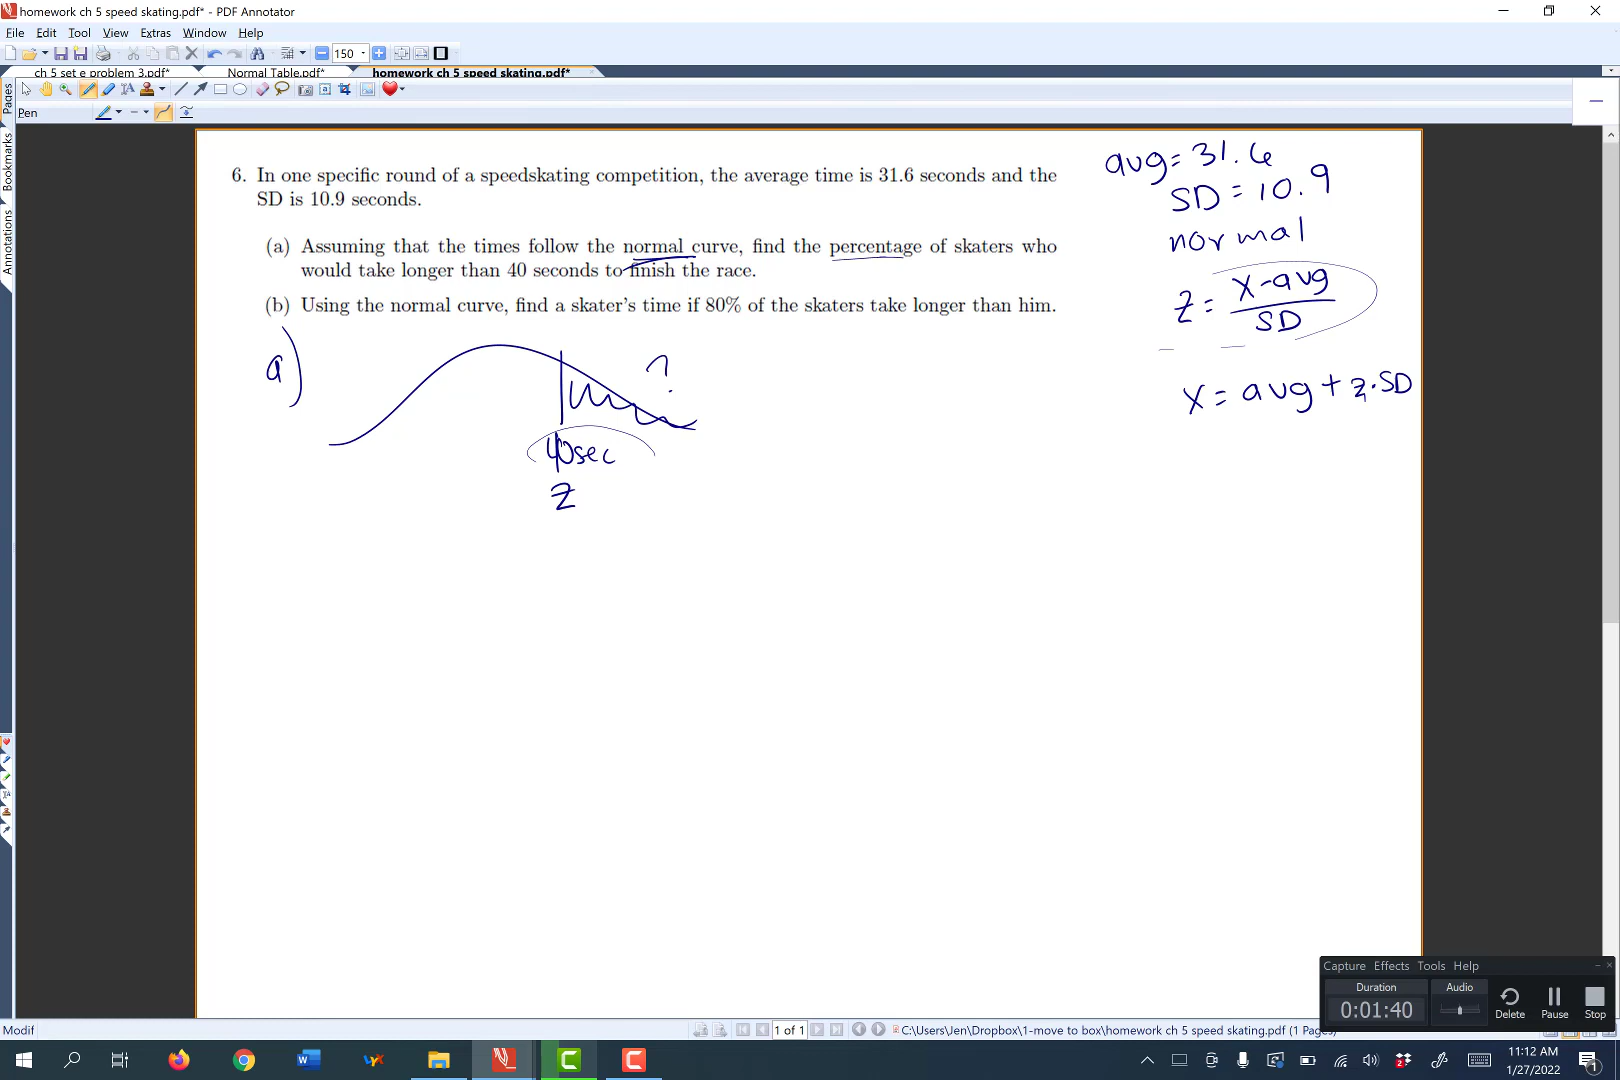 homework ch 5 speed skating.pdf* - PDF Annotator
File Edit Tool View Extras Window Help
150
ch 5 set e problem 3.pdf* Normal Table.pdf* homework ch 5 speed skating.pdf*
Pen
Pages
Bookmarks
Annotations
6. In one specific round of a speedskating competition, the average time is 31.6 seconds and the
SD is 10.9 seconds.
(a) Assuming that the times follow the normal curve, find the percentage of skaters who
would take longer than 40 seconds to finish the race.
(b) Using the normal curve, find a skater's time if 80% of the skaters take longer than him.
avg = 31.6
SD = 10.9
normal
z = x-avg
SD
x = avg + z·SD
a)
?
40sec
z
Capture Effects Tools Help
Duration Audio
0:01:40 Delete Pause Stop
Modif
1 of 1
C:\Users\Jen\Dropbox\1-move to box\homework ch 5 speed skating.pdf (1 Pages)
11:12 AM
1/27/2022